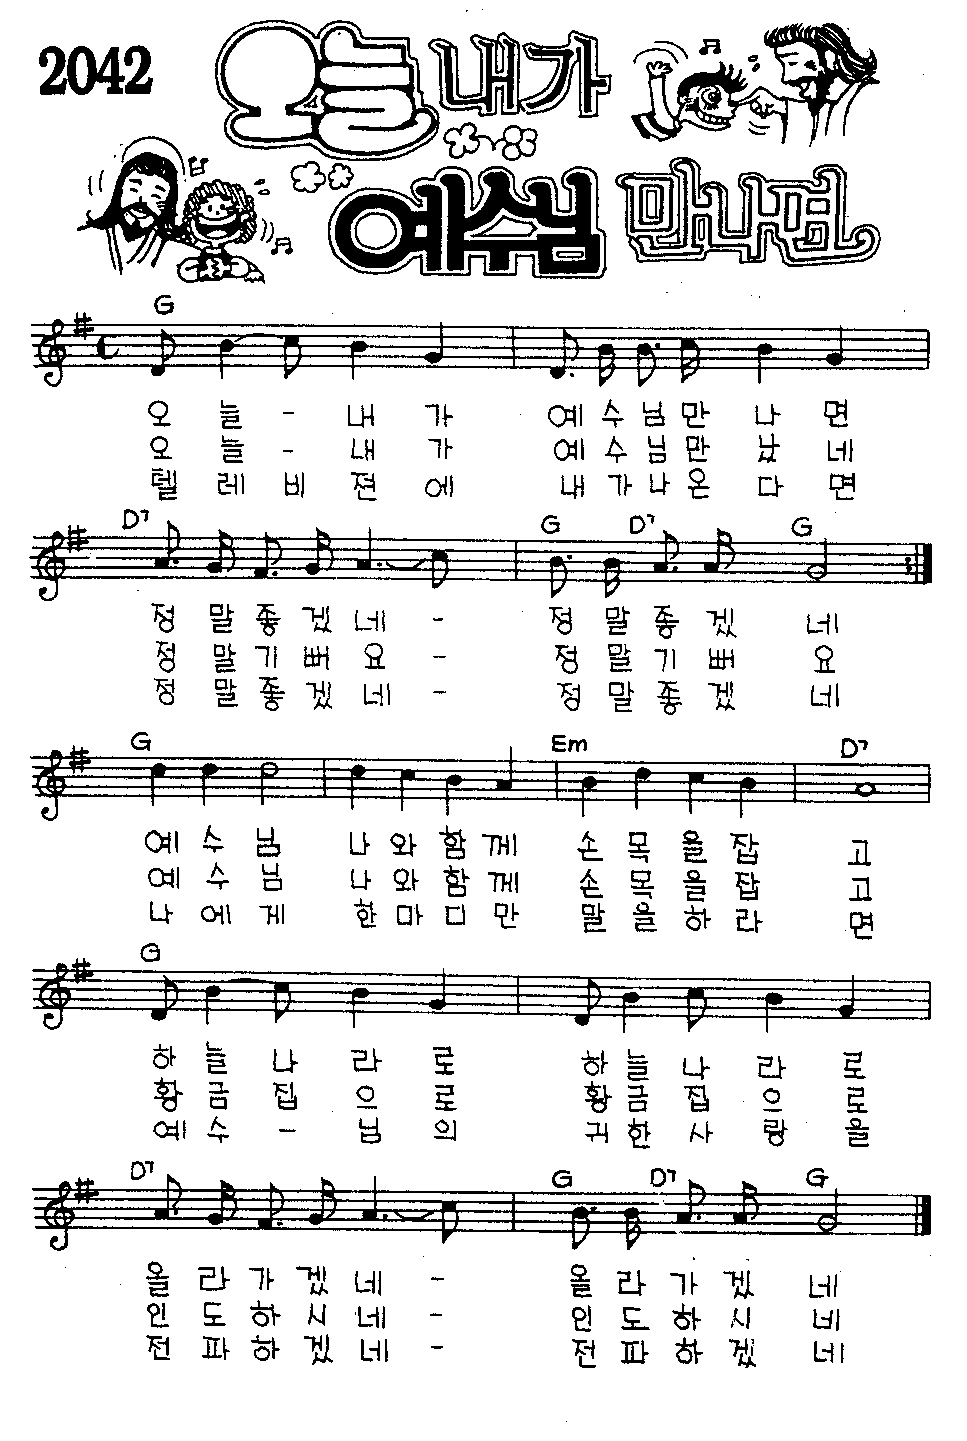 2042
오늘 내가
예수님 만나면
G
오 늘 - 내 가 예 수 님 만 나 면
오 늘 - 내 가 예 수 님 만 났 네
텔 레 비 젼 에 내 가 나 온 다 면
D7 G D7 G
정 말 좋 겠 네 - 정 말 좋 겠 네
정 말 기 뻐 요 - 정 말 기 뻐 요
정 말 좋 겠 네 - 정 말 좋 겠 네
G Em D7
예 수 님 나 와 함 께 손 목 을 잡 고
예 수 님 나 와 함 께 손 목 을 잡 고
나 에 게 한 마 디 만 말 을 하 라 면
G
하 늘 나 라 로 하 늘 나 라 로
황 금 집 으 로 황 금 집 으 로
예 수 - 님 의 귀 한 사 랑 을
D7 G D7 G
올 라 가 겠 네 - 올 라 가 겠 네
인 도 하 시 네 - 인 도 하 시 네
전 파 하 겠 네 - 전 파 하 겠 네